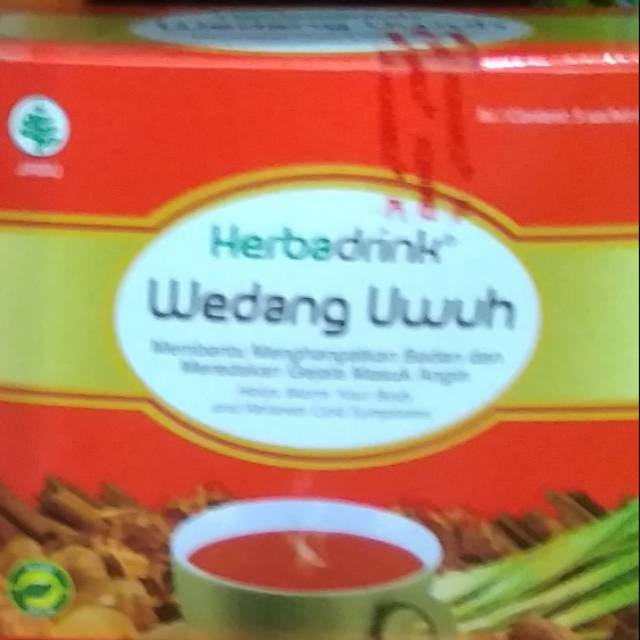 JAMU
Herbadrink®
Wedang Uwuh
Membantu Menghangatkan Badan dan
Meredakan Gejala Masuk Angin
Helps Warm Your Body
and Relieves Cold Symptoms